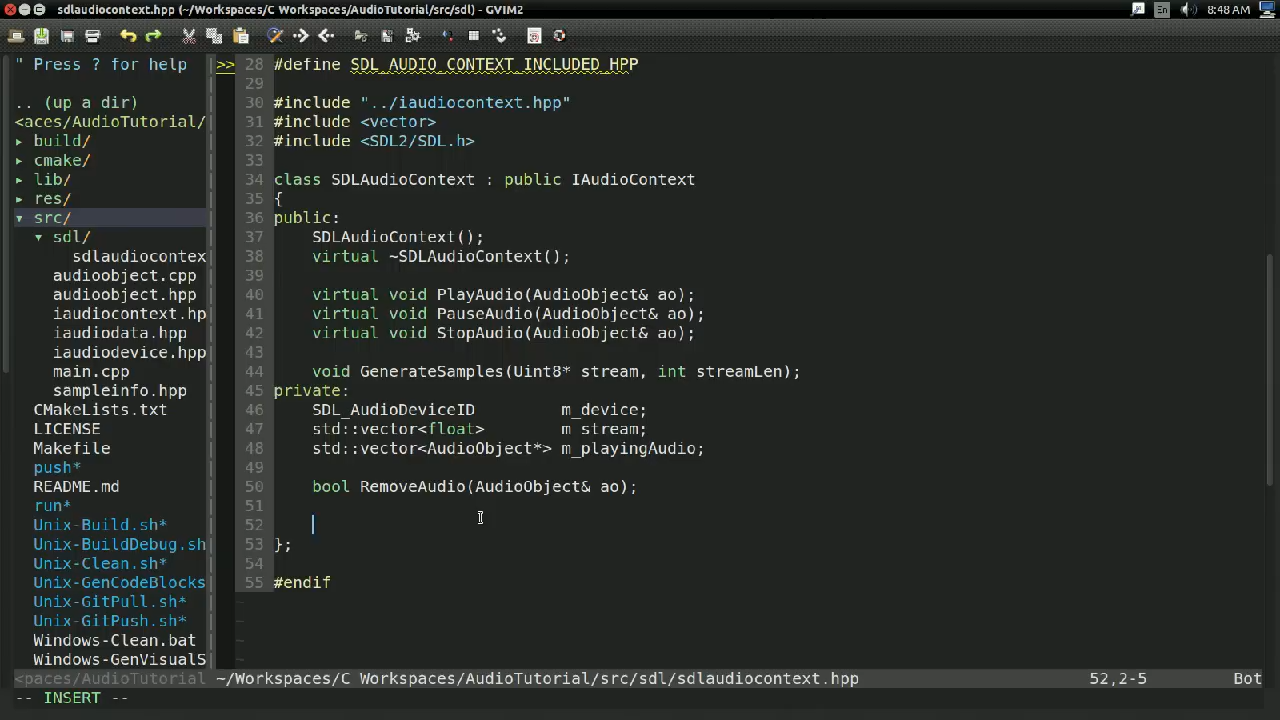 sdlaudiocontext.hpp (~/Workspaces/C Workspaces/AudioTutorial/src/sdl) - GVIM2
En
8:48 AM
" Press ? for help
.. (up a dir)
<aces/AudioTutorial/
▸ build/
▸ cmake/
▸ lib/
▸ res/
▾ src/
▾ sdl/
sdlaudiocontex
audioobject.cpp
audioobject.hpp
iaudiocontext.hp
iaudiodata.hpp
iaudiodevice.hpp
main.cpp
sampleinfo.hpp
CMakeLists.txt
LICENSE
Makefile
push*
README.md
run*
Unix-Build.sh*
Unix-BuildDebug.sh
Unix-Clean.sh*
Unix-GenCodeBlocks
Unix-GitPull.sh*
Unix-GitPush.sh*
Windows-Clean.bat
Windows-GenVisualS
>> 28 #define SDL_AUDIO_CONTEXT_INCLUDED_HPP
29
30 #include "../iaudiocontext.hpp"
31 #include <vector>
32 #include <SDL2/SDL.h>
33
34 class SDLAudioContext : public IAudioContext
35 {
36 public:
37 SDLAudioContext();
38 virtual ~SDLAudioContext();
39
40 virtual void PlayAudio(AudioObject& ao);
41 virtual void PauseAudio(AudioObject& ao);
42 virtual void StopAudio(AudioObject& ao);
43
44 void GenerateSamples(Uint8* stream, int streamLen);
45 private:
46 SDL_AudioDeviceID m_device;
47 std::vector<float> m_stream;
48 std::vector<AudioObject*> m_playingAudio;
49
50 bool RemoveAudio(AudioObject& ao);
51
52
53 };
54
55 #endif
~
~
~
~
<paces/AudioTutorial ~/Workspaces/C Workspaces/AudioTutorial/src/sdl/sdlaudiocontext.hpp 52,2-5 Bot
-- INSERT --